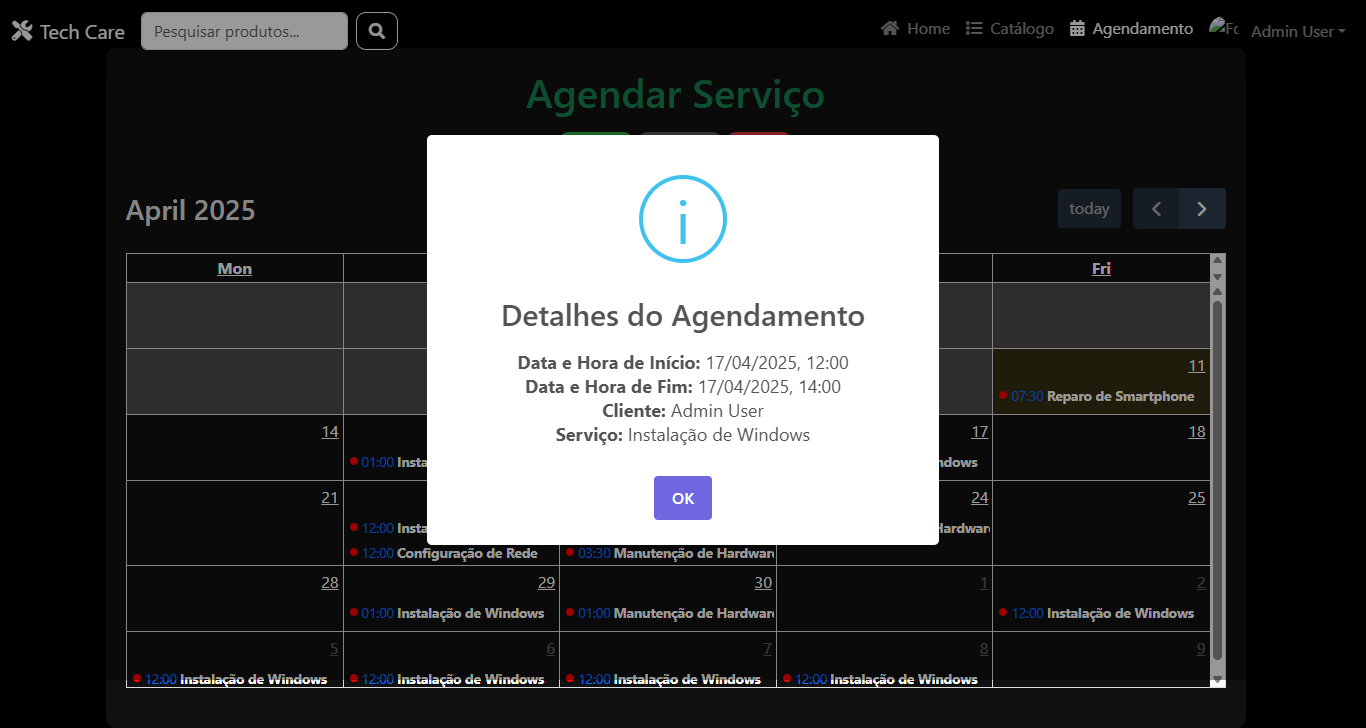 Tech Care
Pesquisar produtos...
Home
Catálogo
Agendamento
Admin User
Agendar Serviço
April 2025
today
Mon
Fri
Detalhes do Agendamento
Data e Hora de Início: 17/04/2025, 12:00
Data e Hora de Fim: 17/04/2025, 14:00
Cliente: Admin User
Serviço: Instalação de Windows
OK
11
07:30 Reparo de Smartphone
14
17
18
01:00
21
24
25
12:00
12:00 Configuração de Rede
03:30 Manutenção de Hardwar
28
29
30
1
2
01:00 Instalação de Windows
01:00 Manutenção de Hardwar
12:00 Instalação de Windows
5
6
7
8
9
12:00 Instalação de Windows
12:00 Instalação de Windows
12:00 Instalação de Windows
12:00 Instalação de Windows